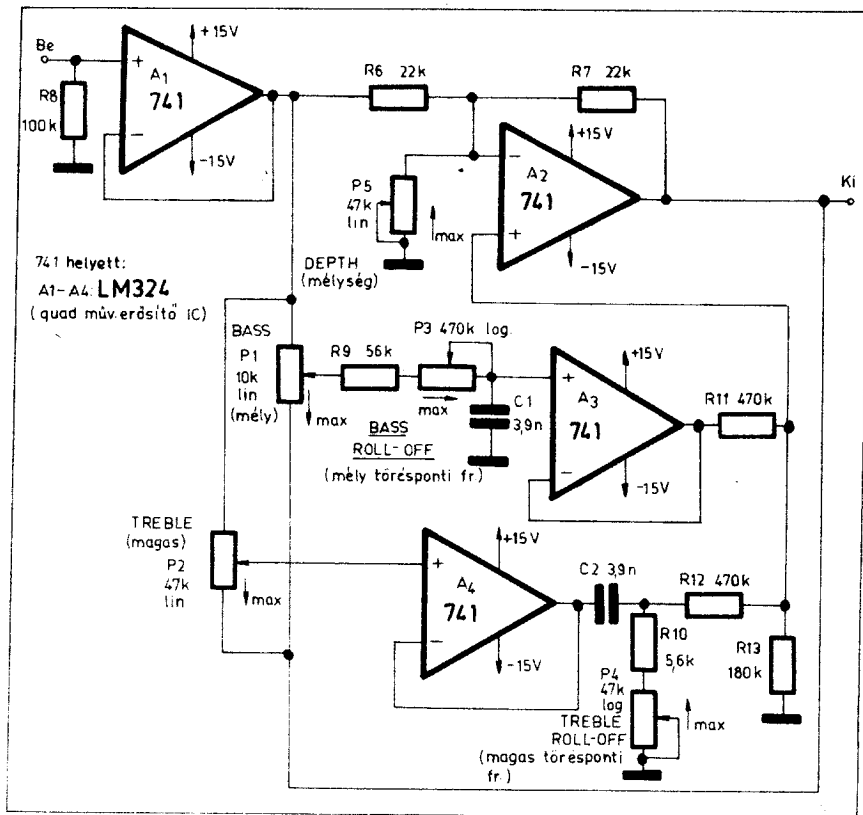 Be
R8
100k
+15V
+
A1
741
−
−15V
R6 22k
R7 22k
P5
47k
lin
max
DEPTH
(mélység)
+15V
−
A2
741
+
−15V
Ki
741 helyett:
A1-A4: LM324
(quad műv.erősítő IC)
BASS
P1
10k
lin
(mély)
max
R9 56k
P3 470k log.
max
BASS
ROLL-OFF
(mély törésponti fr.)
C1
3,9n
+15V
+
A3
741
−
−15V
R11 470k
TREBLE
(magas)
P2
47k
lin
max
+15V
+
A4
741
−
−15V
C2 3,9n
R12 470k
R10
5,6k
R13
180k
P4
47k
log
max
TREBLE
ROLL-OFF
(magas törésponti
fr.)